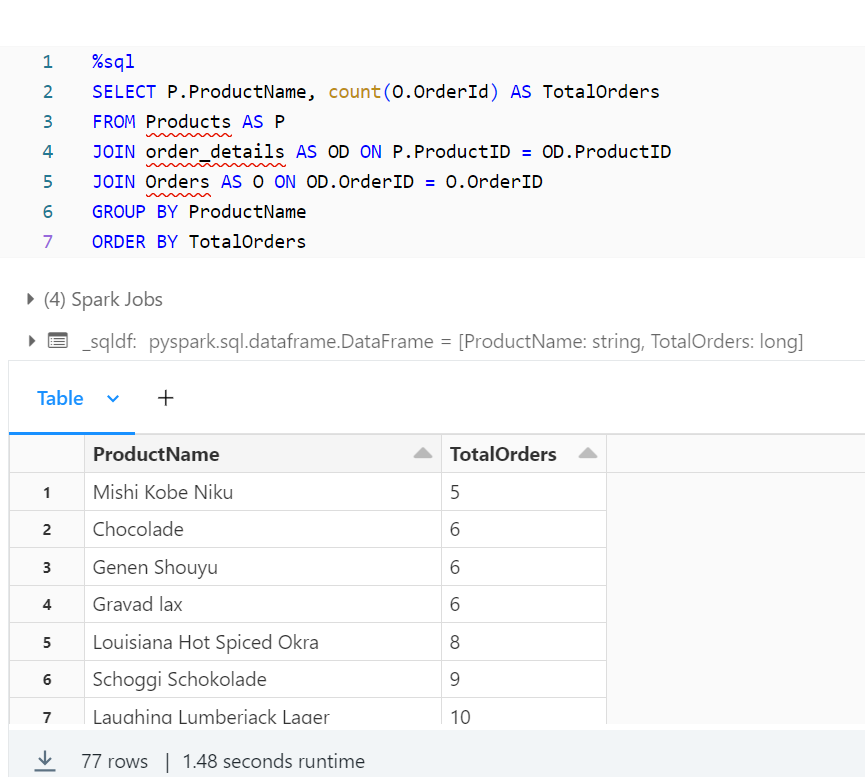 1 %sql
2 SELECT P.ProductName, count(O.OrderId) AS TotalOrders
3 FROM Products AS P
4 JOIN order_details AS OD ON P.ProductID = OD.ProductID
5 JOIN Orders AS O ON OD.OrderID = O.OrderID
6 GROUP BY ProductName
7 ORDER BY TotalOrders
(4) Spark Jobs
_sqldf: pyspark.sql.dataframe.DataFrame = [ProductName: string, TotalOrders: long]
Table +
ProductName TotalOrders
1 Mishi Kobe Niku 5
2 Chocolade 6
3 Genen Shouyu 6
4 Gravad lax 6
5 Louisiana Hot Spiced Okra 8
6 Schoggi Schokolade 9
7 Laughing Lumberjack Lager 10
77 rows | 1.48 seconds runtime